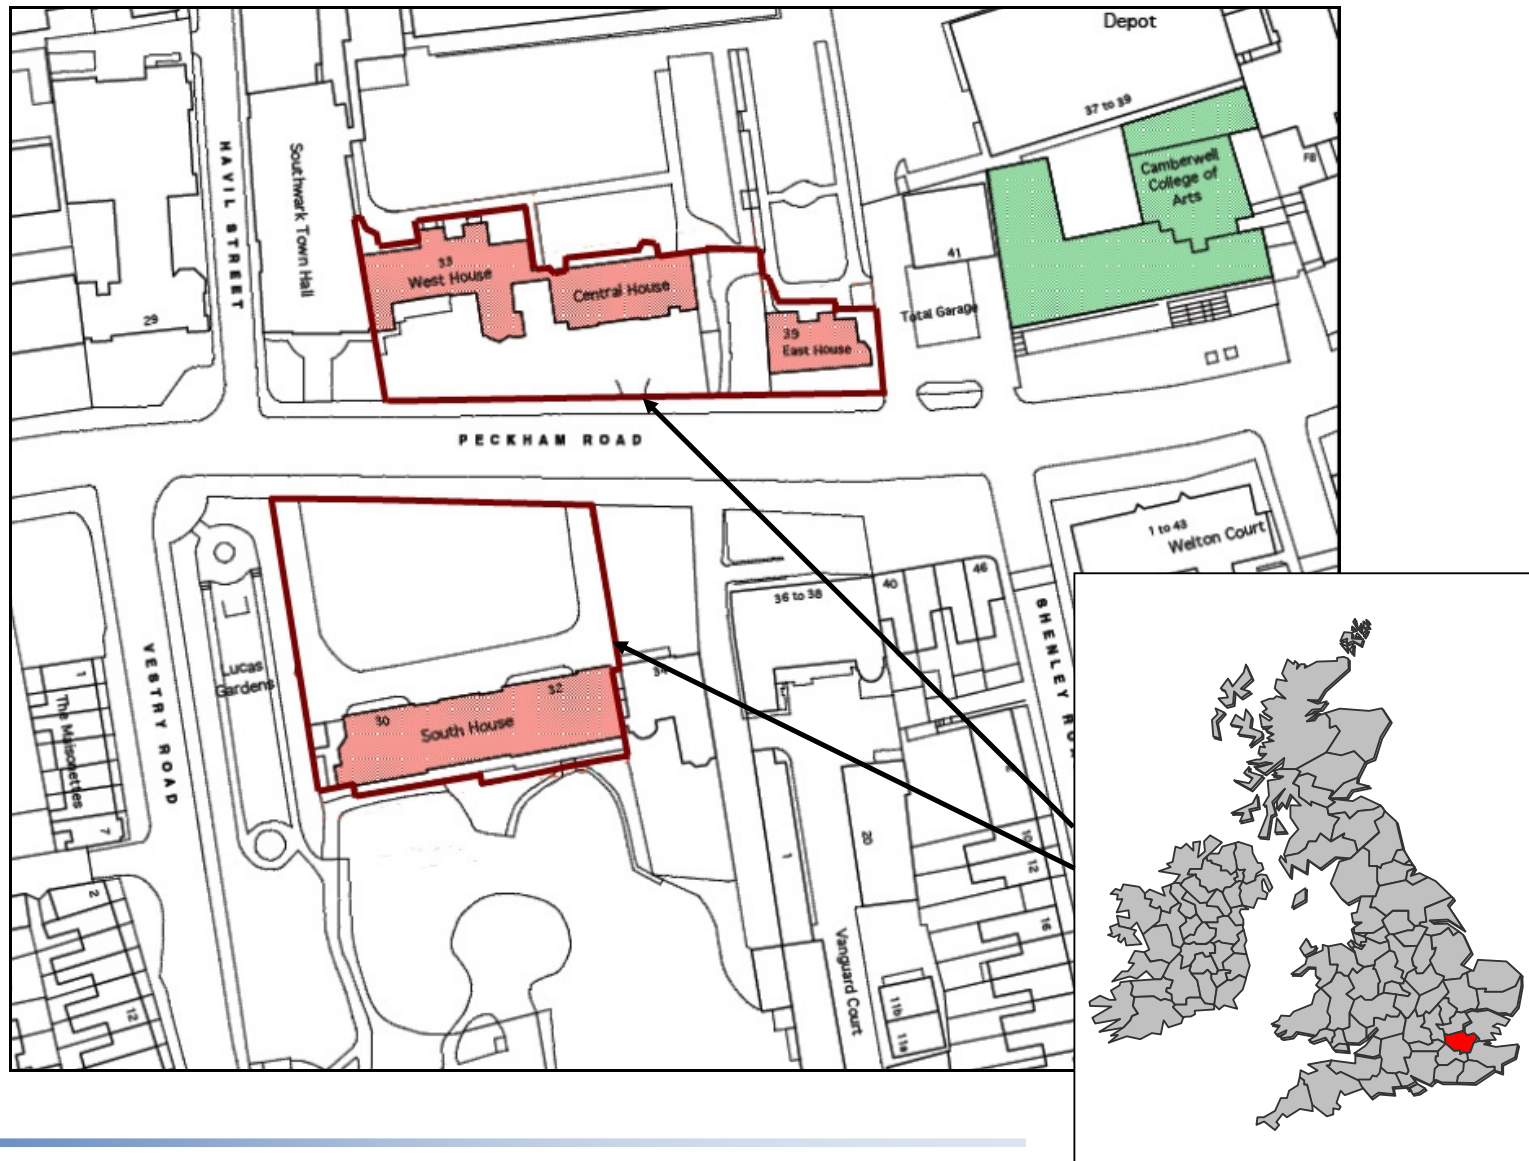 Depot
37 to 39
Camberwell
College of
Arts
FB
HAVIL STREET
Southwark Town Hall
33
West House
Central House
41
Total Garage
39
East House
29
PECKHAM ROAD
1 to 43
Welton Court
36 to 38
40
46
SHENLEY
Lucas
Gardens
VESTRY ROAD
1
The Maisonettes
7
30
32
South House
34
1
20
10
12
16
2
12
Vanguard Court
11b
11a